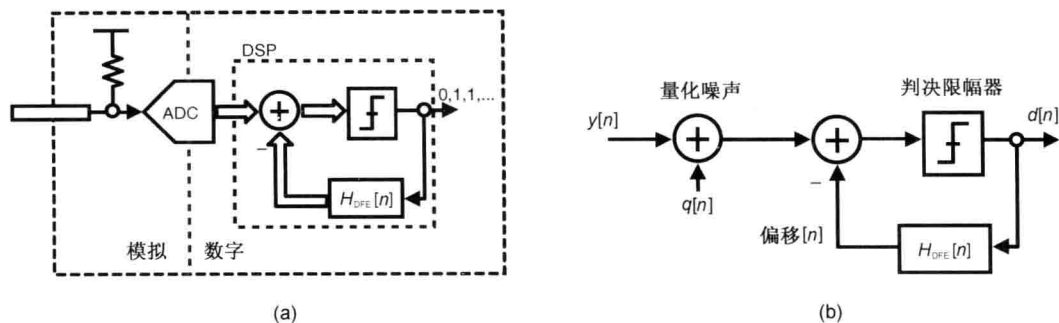 DSP
ADC
0,1,1,...
−
H_DFE[n]
模拟
数字
(a)
量化噪声
判决限幅器
y[n]
d[n]
−
q[n]
偏移[n]
H_DFE[n]
(b)